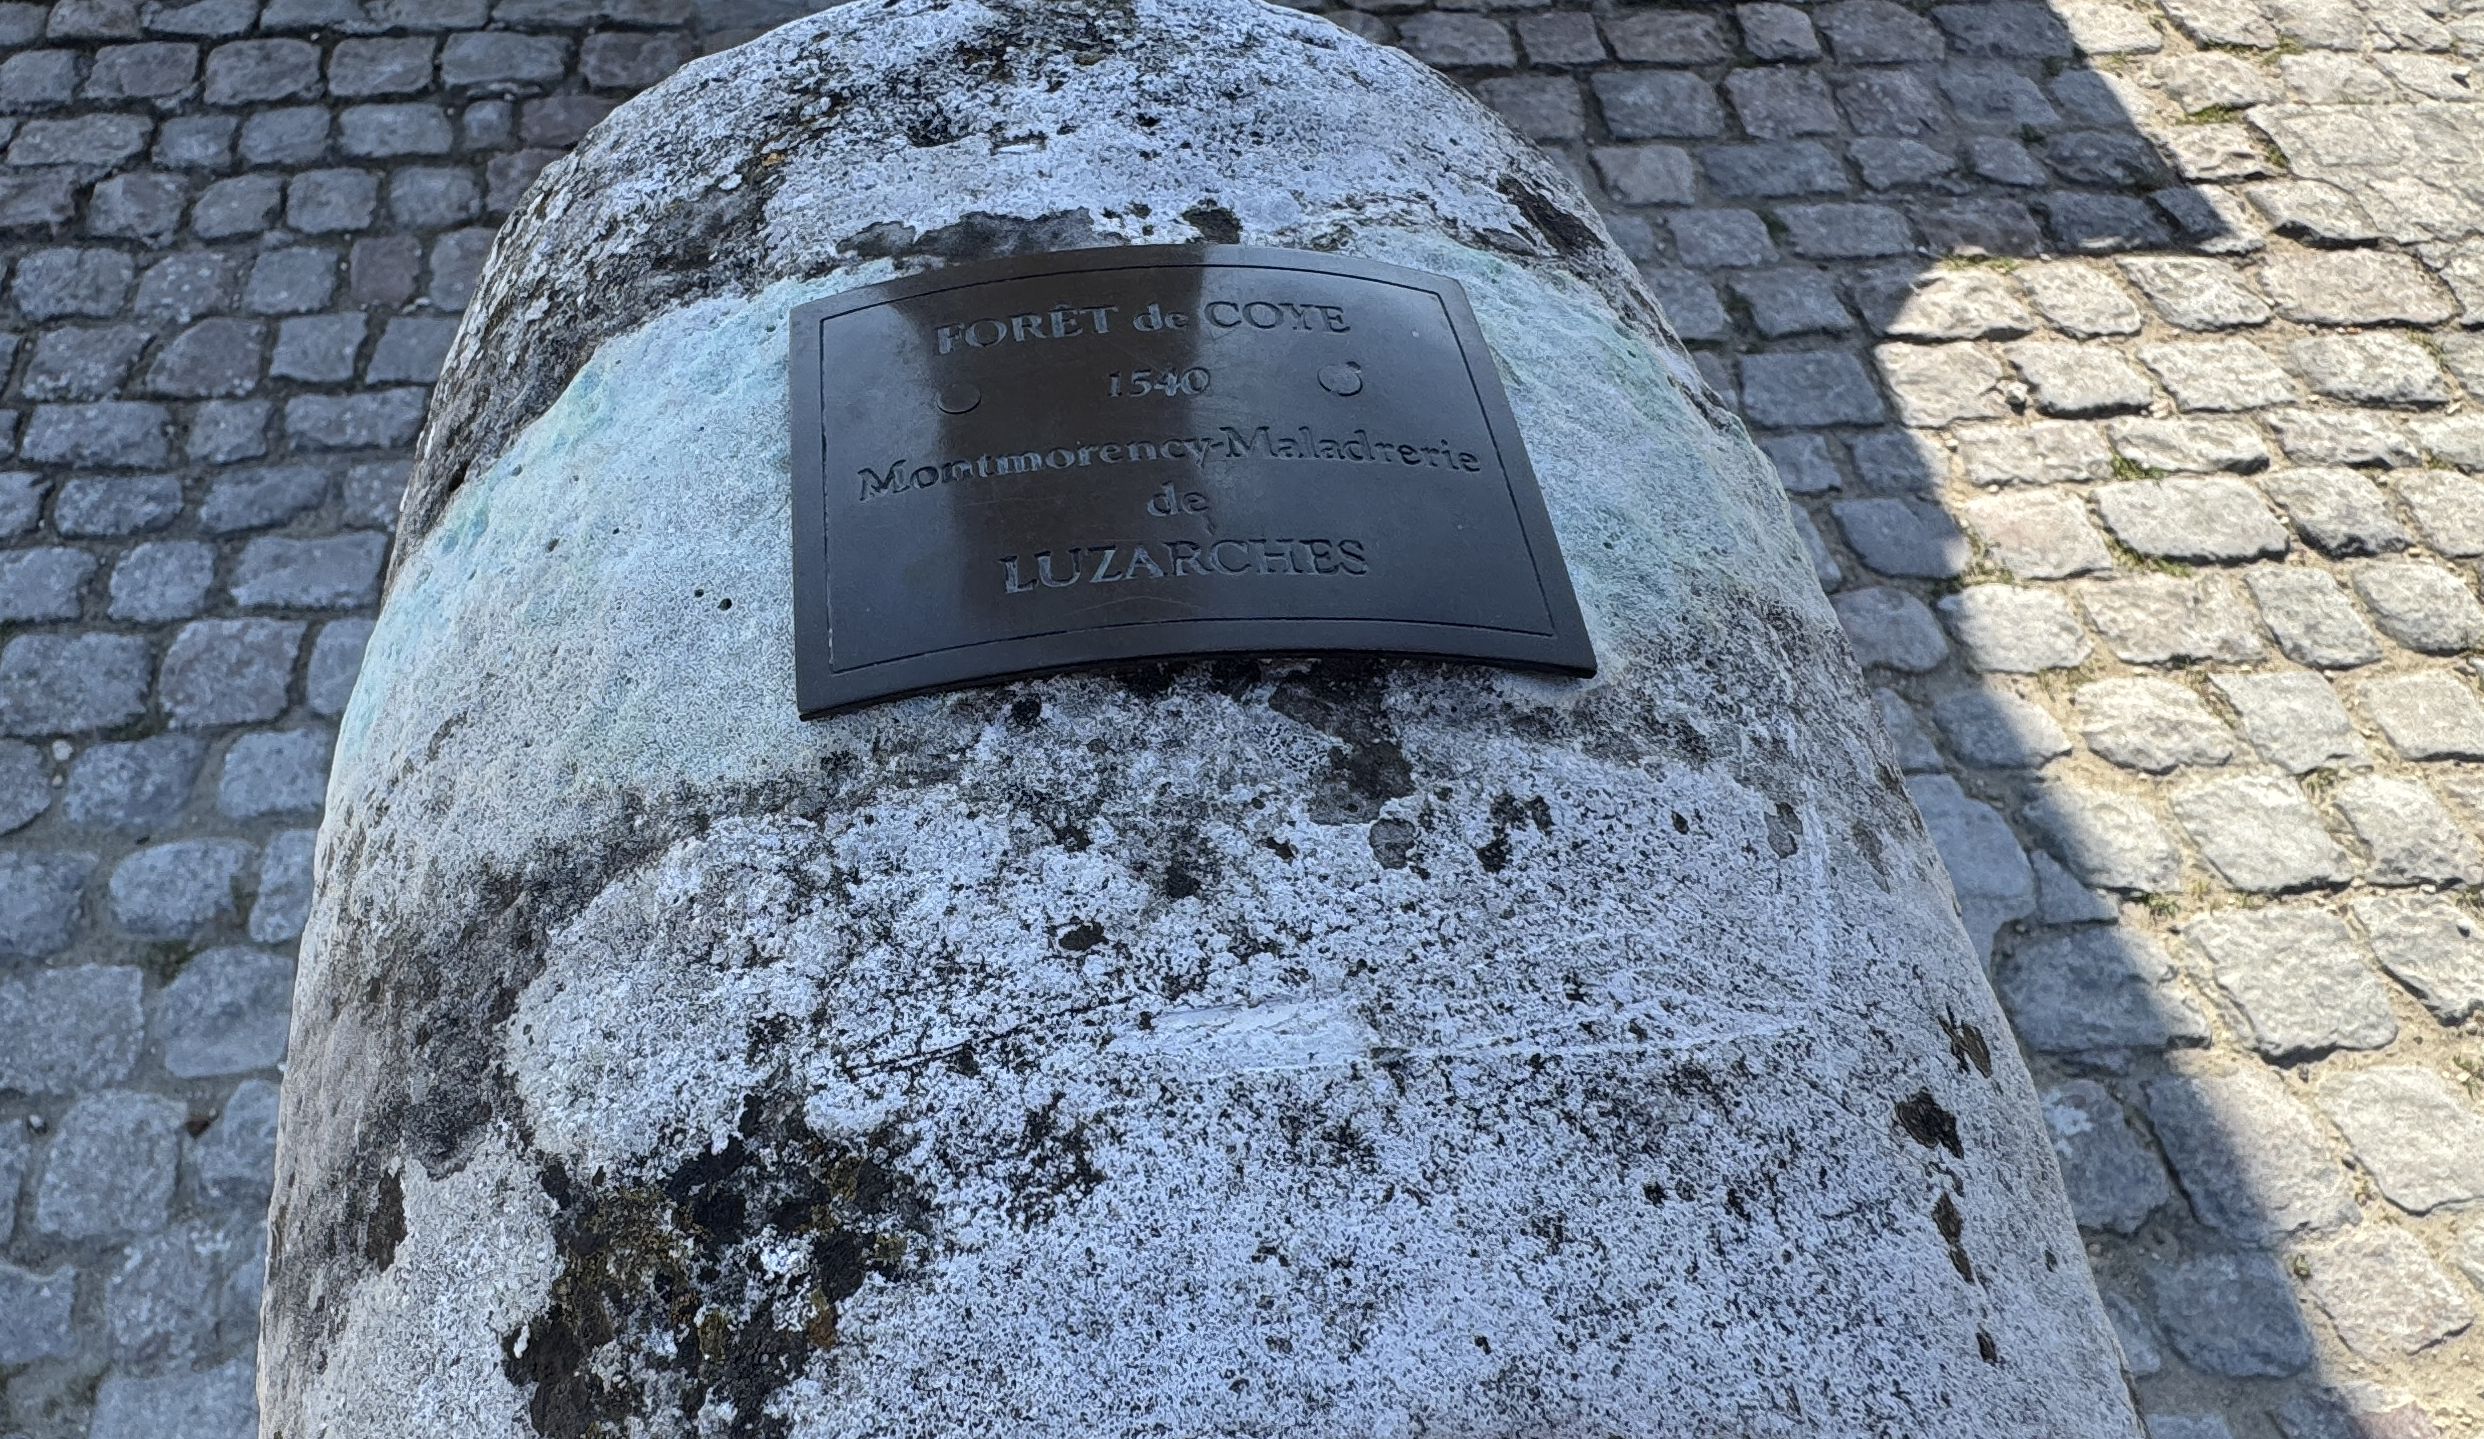 FORÊT de COYE
1540
Montmorency-Maladrerie
de
LUZARCHES